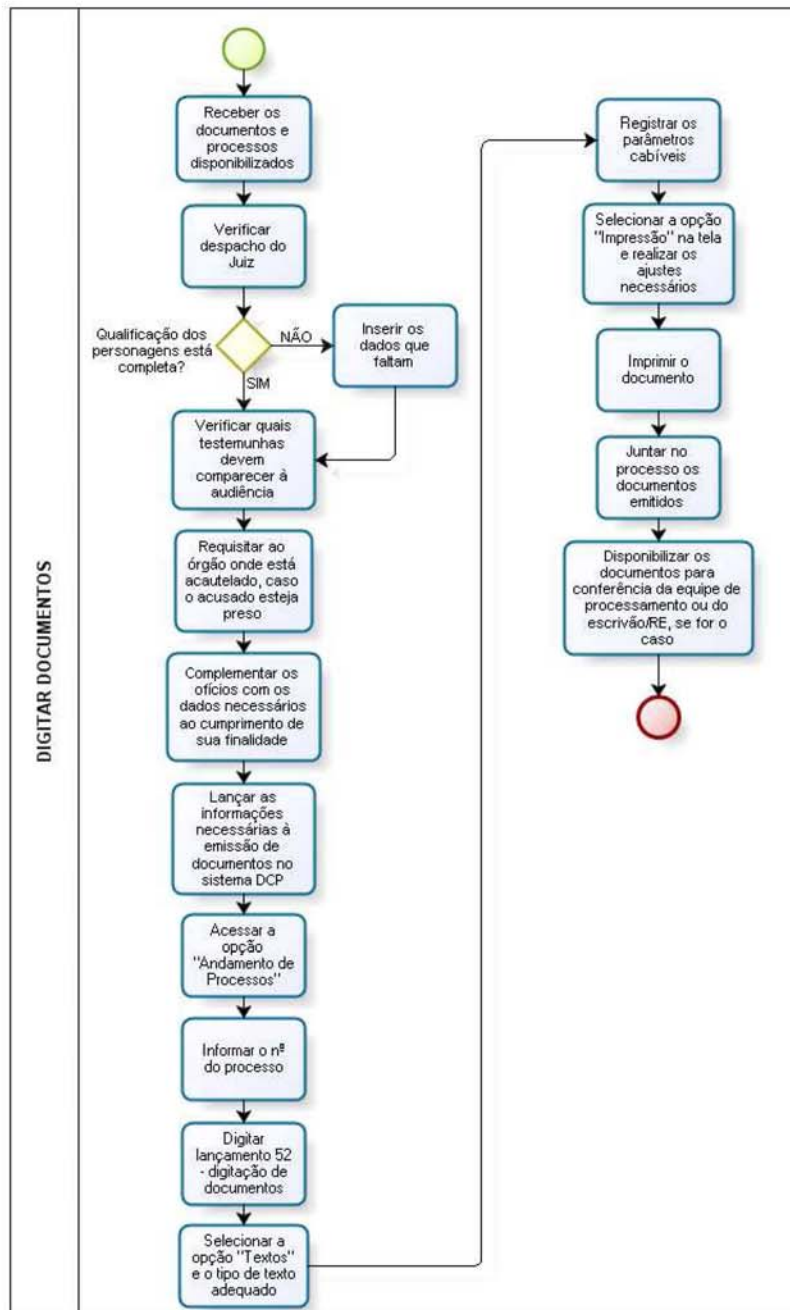 DIGITAR DOCUMENTOS
Receber os
documentos e
processos
disponibilizados
Verificar
despacho do
Juiz
Qualificação dos
personagens está
completa?
NÃO
Inserir os
dados que
faltam
SIM
Verificar quais
testemunhas
devem
comparecer à
audiência
Requisitar ao
órgão onde está
acautelado, caso
o acusado esteja
preso
Complementar os
ofícios com os
dados necessários
ao cumprimento de
sua finalidade
Lançar as
informações
necessárias à
emissão de
documentos no
sistema DCP
Acessar a
opção
"Andamento de
Processos"
Informar o nº
do processo
Digitar
lançamento 52
- digitação de
documentos
Selecionar a
opção "Textos"
e o tipo de texto
adequado
Registrar os
parâmetros
cabíveis
Selecionar a opção
"Impressão" na tela
e realizar os
ajustes
necessários
Imprimir o
documento
Juntar no
processo os
documentos
emitidos
Disponibilizar os
documentos para
conferência da equipe de
processamento ou do
escrivão/RE, se for o
caso